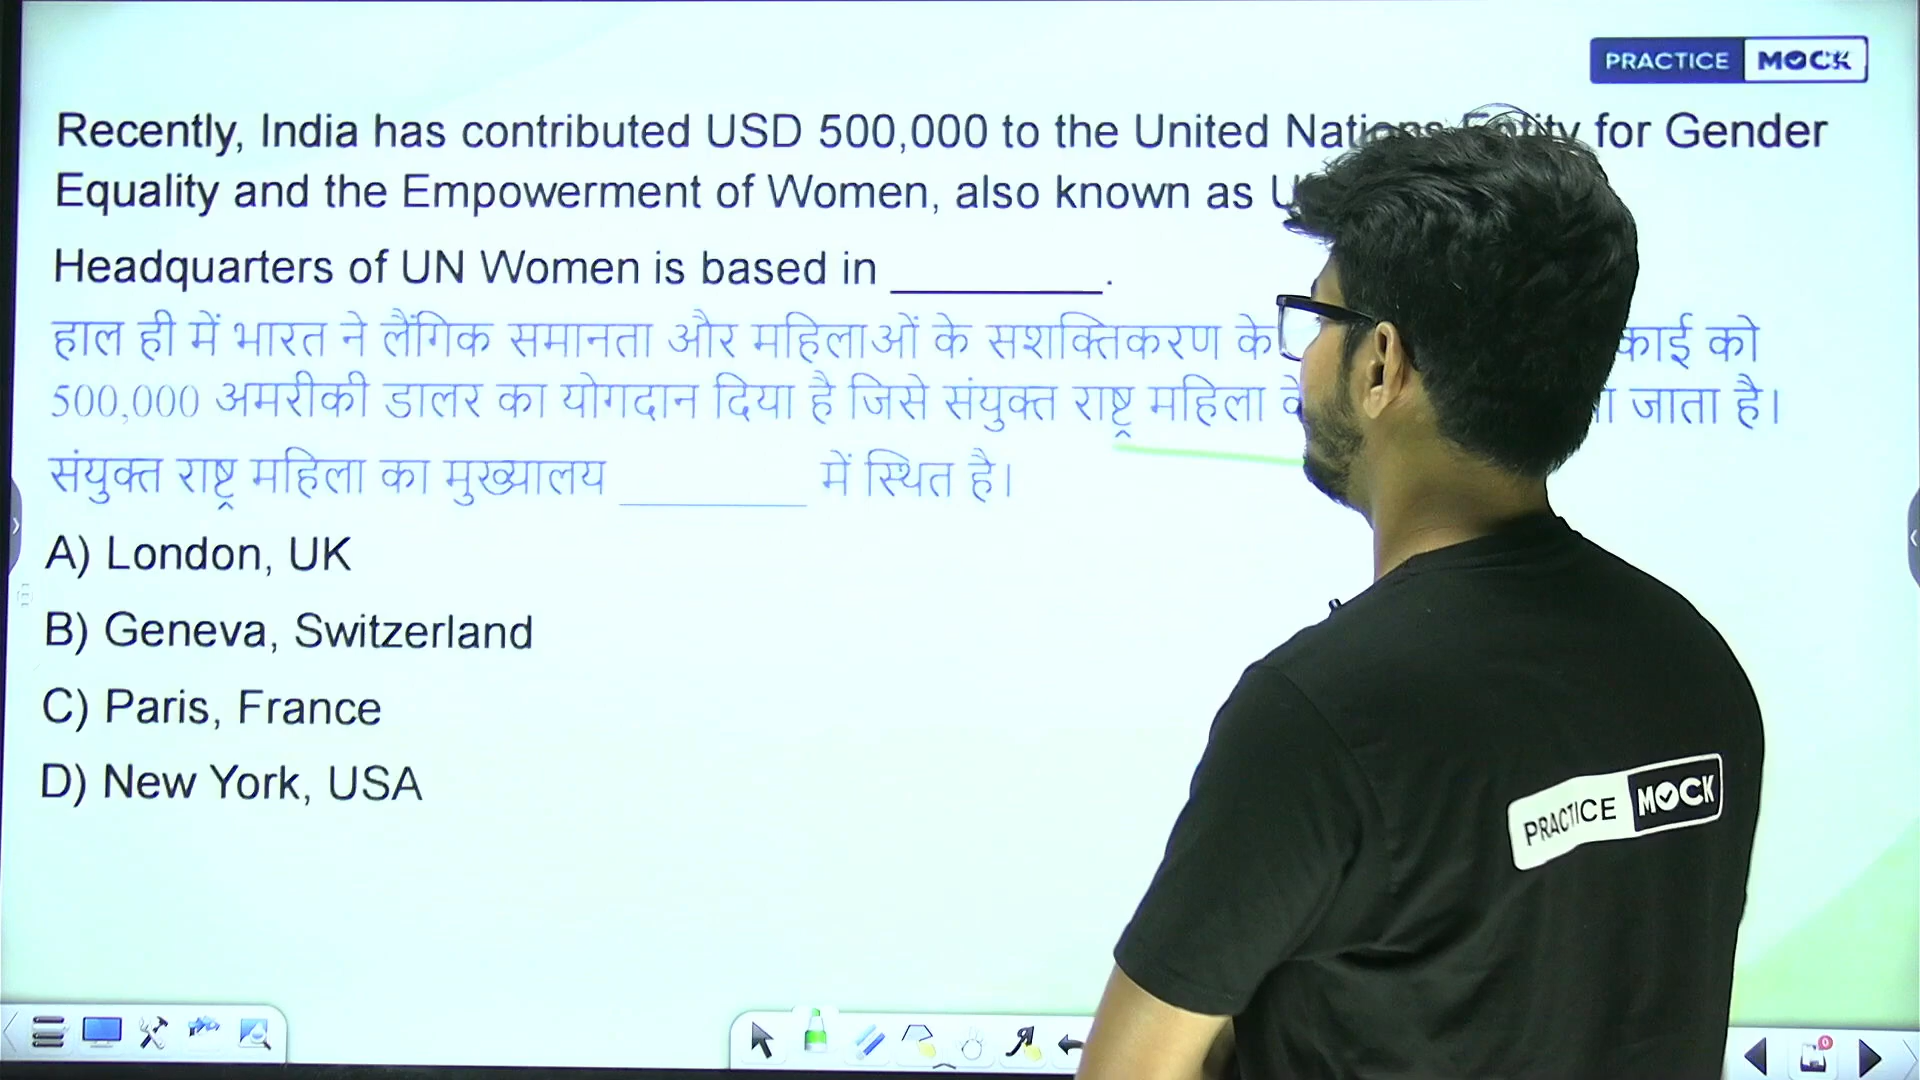 PRACTICE MOCK
Recently, India has contributed USD 500,000 to the United Nations Entity for Gender
Equality and the Empowerment of Women, also known as
Headquarters of UN Women is based in ________.
हाल ही में भारत ने लैंगिक समानता और महिलाओं के सशक्तिकरण के को
500,000 अमरीकी डालर का योगदान दिया है जिसे संयुक्त राष्ट्र महिला जाता है।
संयुक्त राष्ट्र महिला का मुख्यालय ________ में स्थित है।
A) London, UK
B) Geneva, Switzerland
C) Paris, France
D) New York, USA
PRACTICE MOCK